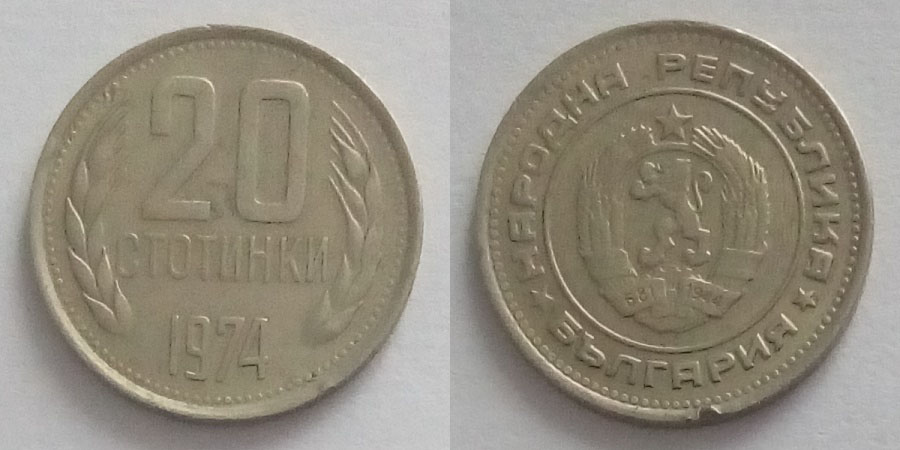 20
СТОТИНКИ
1974
НАРОДНА РЕПУБЛИКА
БЪЛГАРИЯ
681 1944